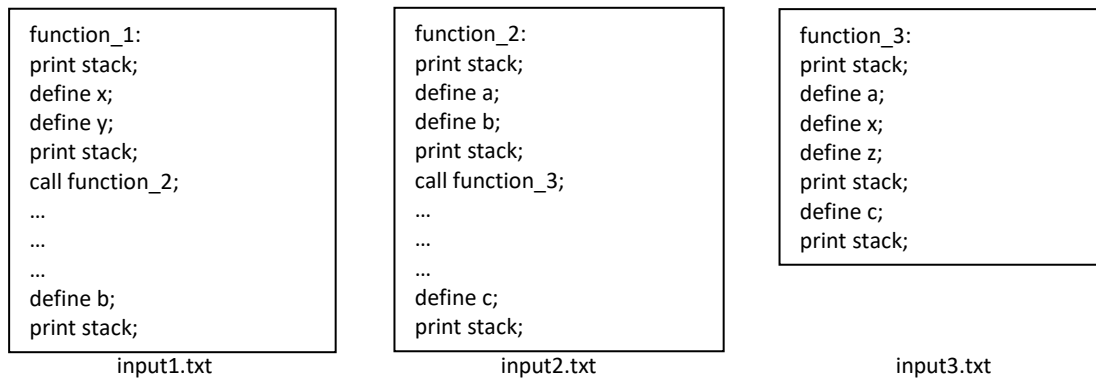 function_1:
print stack;
define x;
define y;
print stack;
call function_2;
…
…
…
define b;
print stack;
input1.txt
function_2:
print stack;
define a;
define b;
print stack;
call function_3;
…
…
…
define c;
print stack;
input2.txt
function_3:
print stack;
define a;
define x;
define z;
print stack;
define c;
print stack;
input3.txt